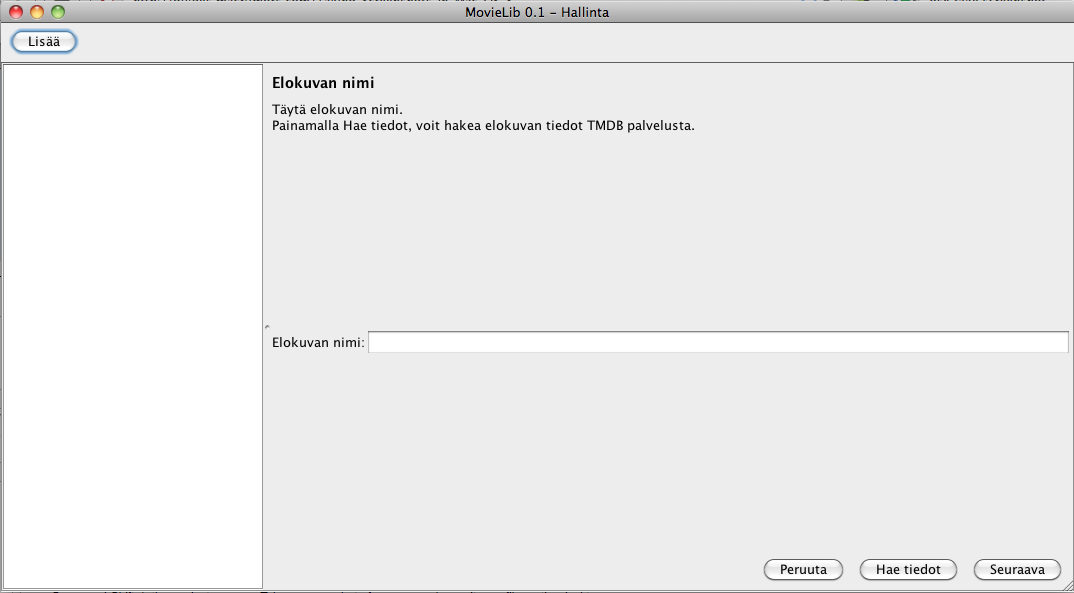 MovieLib 0.1 – Hallinta
Lisää
Elokuvan nimi
Täytä elokuvan nimi.
Painamalla Hae tiedot, voit hakea elokuvan tiedot TMDB palvelusta.
Elokuvan nimi:
Peruuta Hae tiedot Seuraava